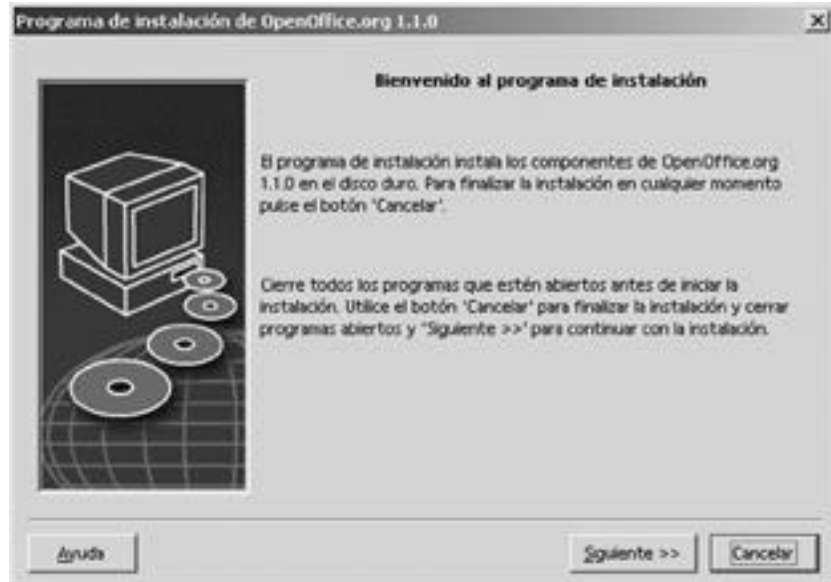 Programa de instalación de OpenOffice.org 1.1.0
Bienvenido al programa de instalación
El programa de instalación instala los componentes de OpenOffice.org
1.1.0 en el disco duro. Para finalizar la instalación en cualquier momento
pulse el botón 'Cancelar'.
Cierre todos los programas que estén abiertos antes de iniciar la
instalación. Utilice el botón 'Cancelar' para finalizar la instalación y cerrar
programas abiertos y 'Siguiente >>' para continuar con la instalación.
Ayuda
Siguiente >>
Cancelar